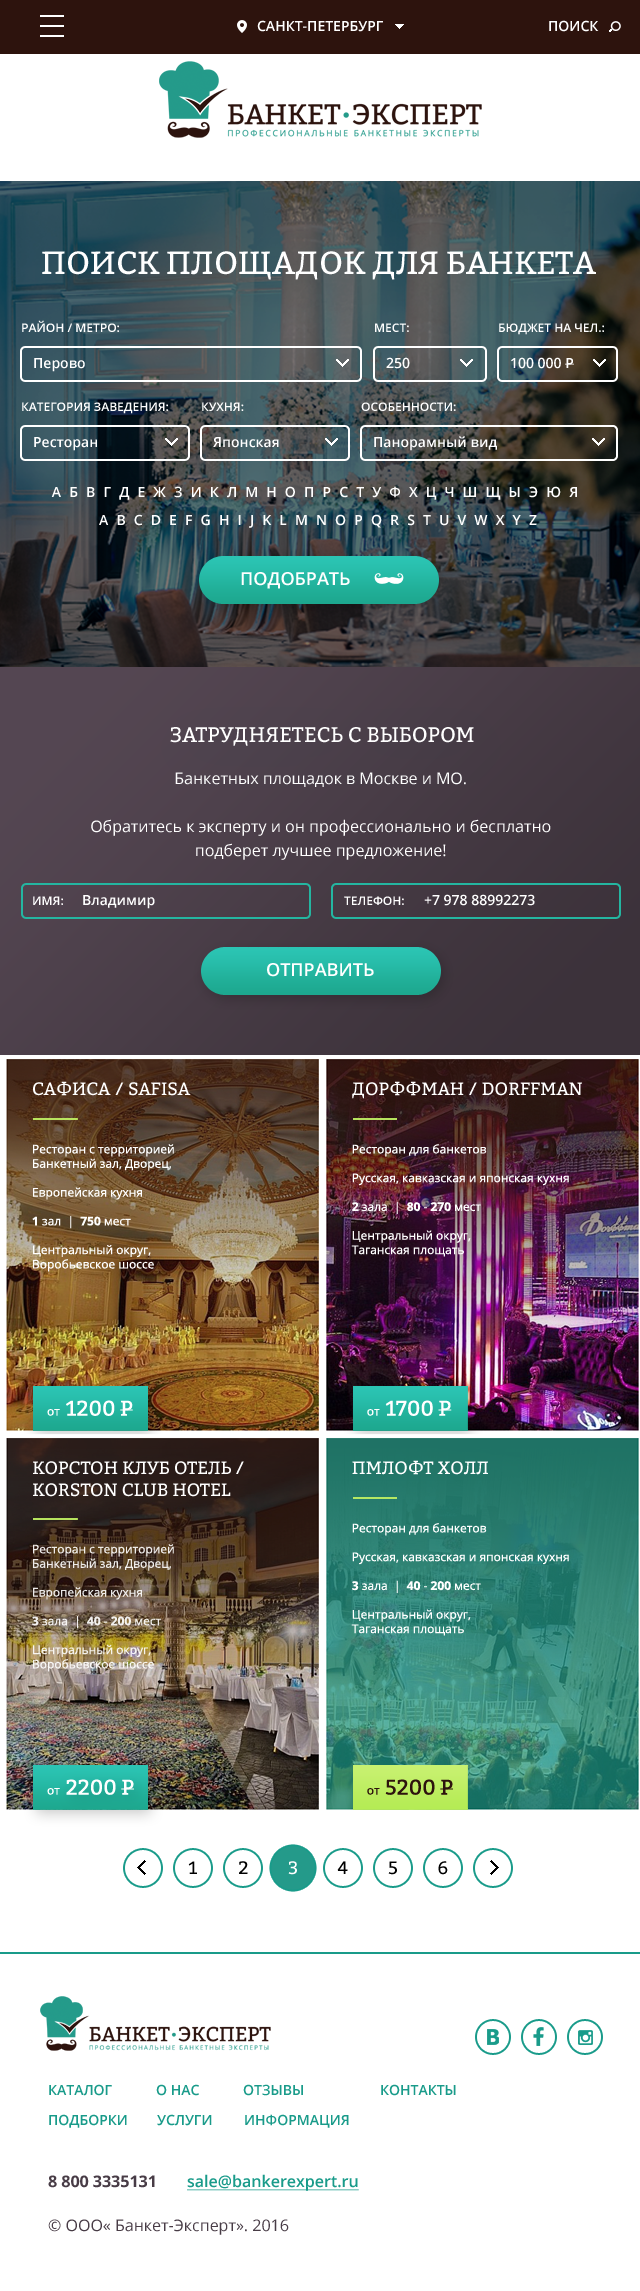 САНКТ-ПЕТЕРБУРГ
ПОИСК
БАНКЕТ·ЭКСПЕРТ
ПРОФЕССИОНАЛЬНЫЕ БАНКЕТНЫЕ ЭКСПЕРТЫ
ПОИСК ПЛОЩАДОК ДЛЯ БАНКЕТА
РАЙОН / МЕТРО: МЕСТ: БЮДЖЕТ НА ЧЕЛ.:
Перово 250 100 000 ₽
КАТЕГОРИЯ ЗАВЕДЕНИЯ: КУХНЯ: ОСОБЕННОСТИ:
Ресторан Японская Панорамный вид
А Б В Г Д Е Ж З И К Л М Н О П Р С Т У Ф Х Ц Ч Ш Щ Ы Э Ю Я
A B C D E F G H I J K L M N O P Q R S T U V W X Y Z
ПОДОБРАТЬ
ЗАТРУДНЯЕТЕСЬ С ВЫБОРОМ
Банкетных площадок в Москве и МО.
Обратитесь к эксперту и он профессионально и бесплатно
подберет лучшее предложение!
ИМЯ: Владимир ТЕЛЕФОН: +7 978 88992273
ОТПРАВИТЬ
САФИСА / SAFISA
Ресторан с территорией
Банкетный зал, Дворец,
Европейская кухня
1 зал | 750 мест
Центральный округ,
Воробьевское шоссе
от 1200 ₽
ДОРФФМАН / DORFFMAN
Ресторан для банкетов
Русская, кавказская и японская кухня
2 зала | 80 - 270 мест
Центральный округ,
Таганская площать
Dorffman
от 1700 ₽
КОРСТОН КЛУБ ОТЕЛЬ /
KORSTON CLUB HOTEL
Ресторан с территорией
Банкетный зал, Дворец,
Европейская кухня
3 зала | 40 - 200 мест
Центральный округ,
Воробьевское шоссе
от 2200 ₽
ПМЛОФТ ХОЛЛ
Ресторан для банкетов
Русская, кавказская и японская кухня
3 зала | 40 - 200 мест
Центральный округ,
Таганская площать
от 5200 ₽
1 2 3 4 5 6
БАНКЕТ·ЭКСПЕРТ
ПРОФЕССИОНАЛЬНЫЕ БАНКЕТНЫЕ ЭКСПЕРТЫ
КАТАЛОГ О НАС ОТЗЫВЫ КОНТАКТЫ
ПОДБОРКИ УСЛУГИ ИНФОРМАЦИЯ
8 800 3335131 sale@bankerexpert.ru
© ООО« Банкет-Эксперт». 2016